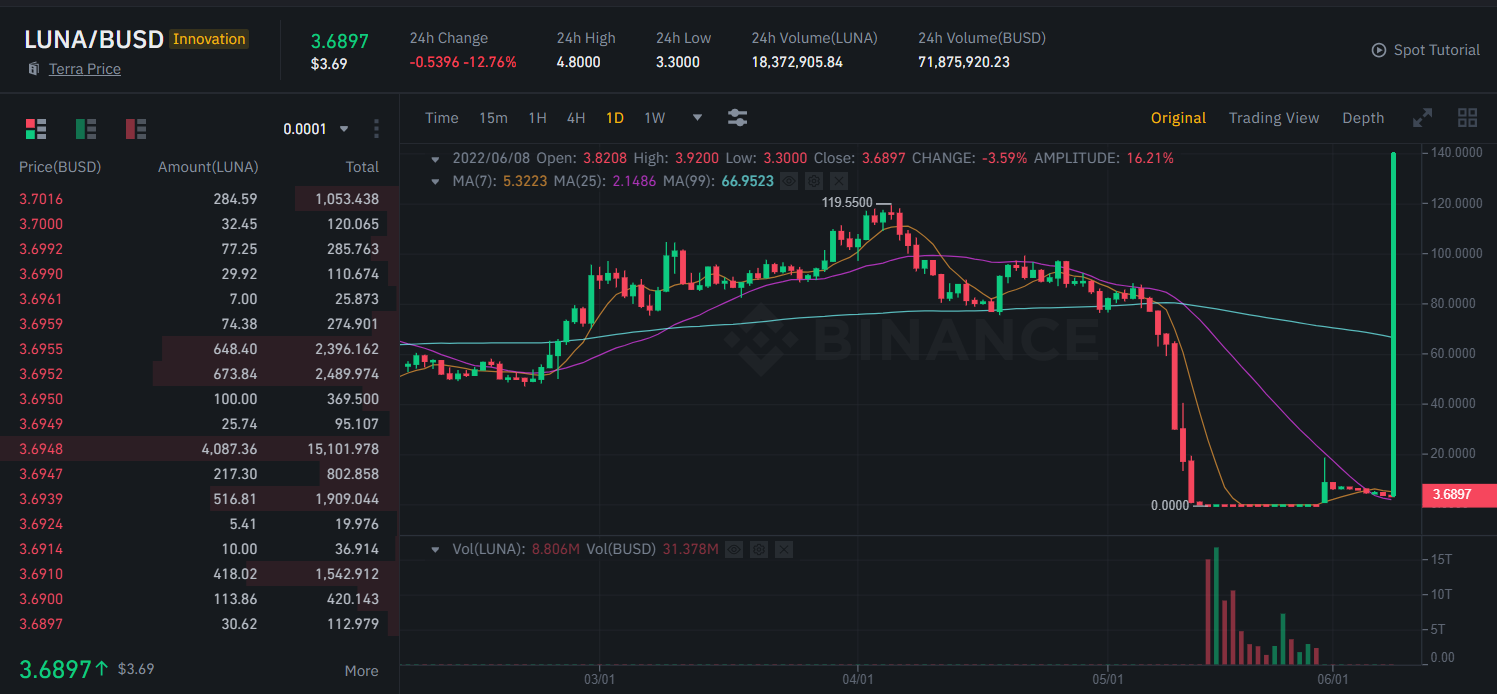 LUNA/BUSD Innovation
Terra Price
3.6897
$3.69
24h Change
-0.5396 -12.76%
24h High
4.8000
24h Low
3.3000
24h Volume(LUNA)
18,372,905.84
24h Volume(BUSD)
71,875,920.23
Spot Tutorial
0.0001
Price(BUSD) Amount(LUNA) Total
3.7016 284.59 1,053.438
3.7000 32.45 120.065
3.6992 77.25 285.763
3.6990 29.92 110.674
3.6961 7.00 25.873
3.6959 74.38 274.901
3.6955 648.40 2,396.162
3.6952 673.84 2,489.974
3.6950 100.00 369.500
3.6949 25.74 95.107
3.6948 4,087.36 15,101.978
3.6947 217.30 802.858
3.6939 516.81 1,909.044
3.6924 5.41 19.976
3.6914 10.00 36.914
3.6910 418.02 1,542.912
3.6900 113.86 420.143
3.6897 30.62 112.979
3.6897↑ $3.69 More
Time 15m 1H 4H 1D 1W
Original Trading View Depth
2022/06/08 Open: 3.8208 High: 3.9200 Low: 3.3000 Close: 3.6897 CHANGE: -3.59% AMPLITUDE: 16.21%
MA(7): 5.3223 MA(25): 2.1486 MA(99): 66.9523
119.5500
BINANCE
0.0000
140.0000
120.0000
100.0000
80.0000
60.0000
40.0000
20.0000
3.6897
Vol(LUNA): 8.806M Vol(BUSD) 31.378M
15T
10T
5T
0.00
03/01 04/01 05/01 06/01